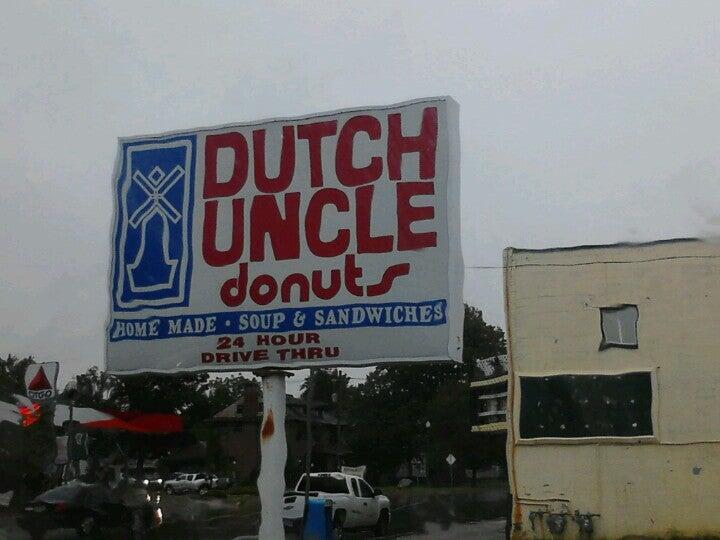 DUTCH
UNCLE
donuts
HOME MADE · SOUP & SANDWICHES
24 HOUR
DRIVE THRU
CITGO